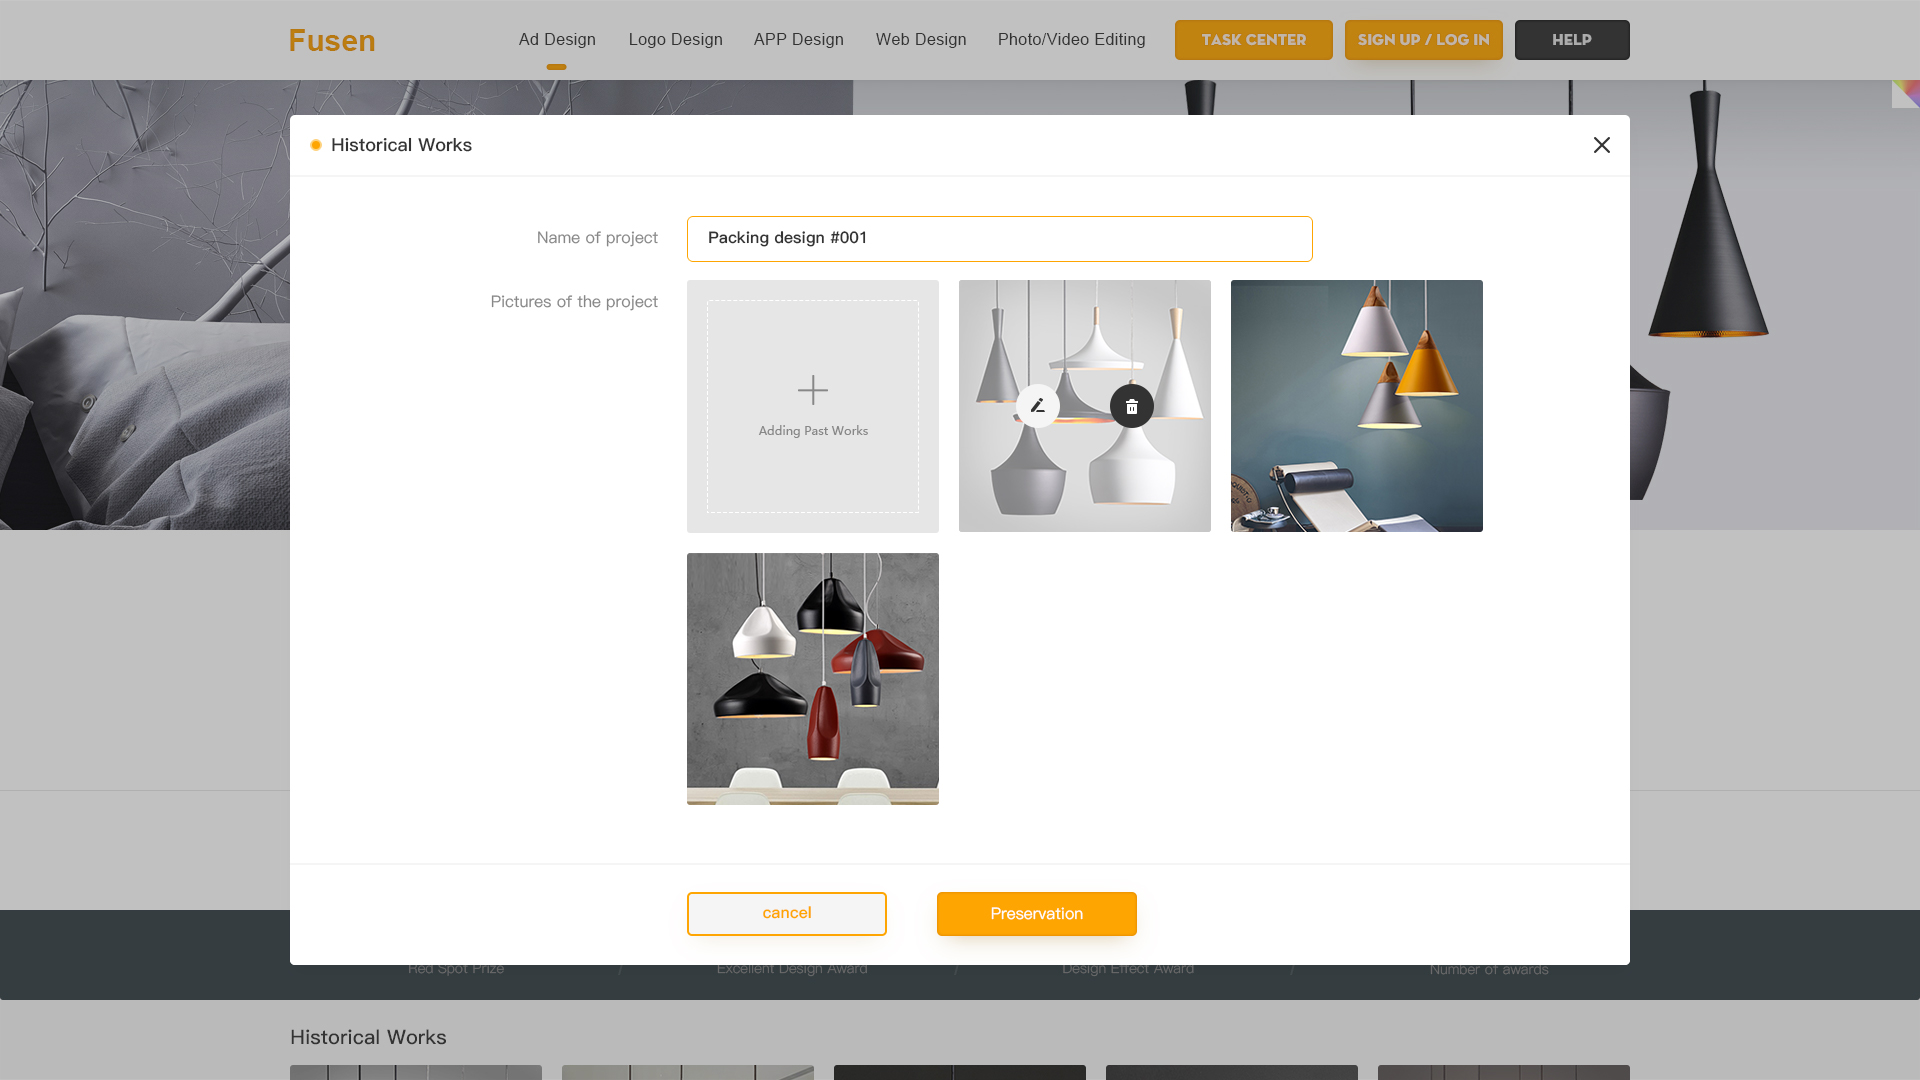 Fusen
Ad Design
Logo Design
APP Design
Web Design
Photo/Video Editing
TASK CENTER
SIGN UP / LOG IN
HELP
Historical Works
Name of project
Packing design #001
Pictures of the project
Adding Past Works
cancel
Preservation
Red Spot Prize
/
Excellent Design Award
/
Design Effect Award
/
Number of awards
Historical Works